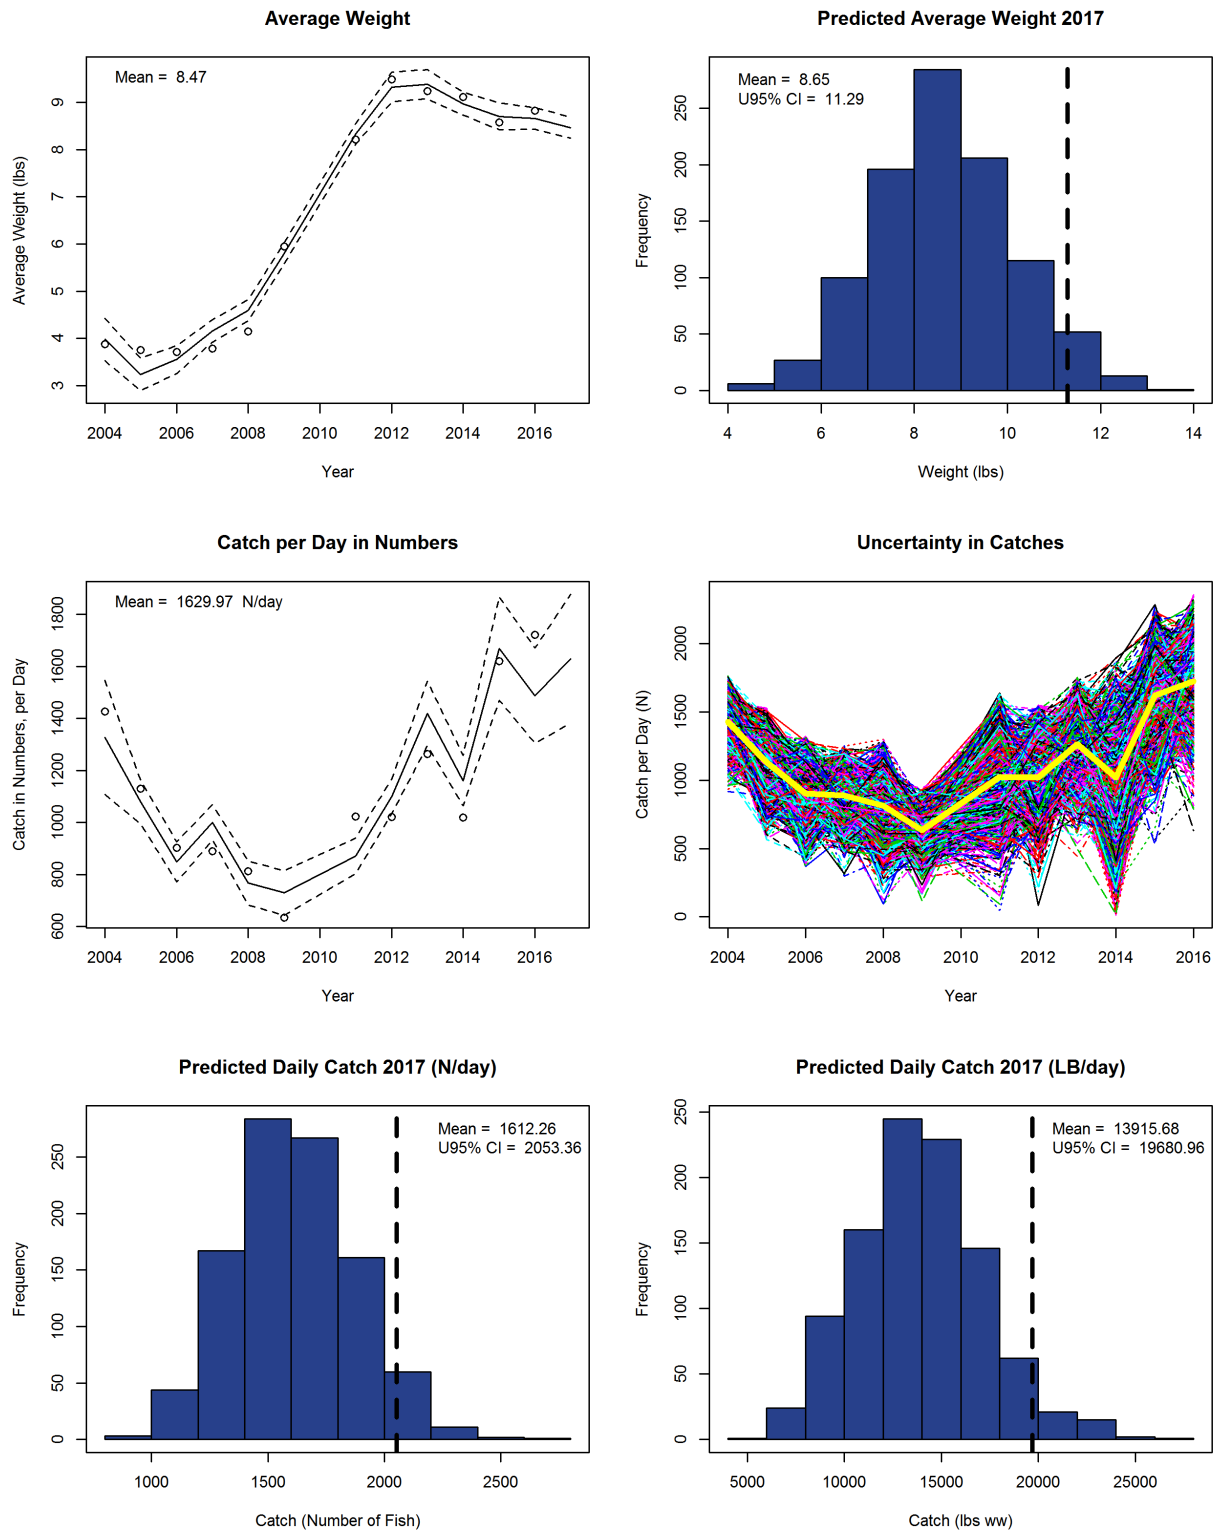 Average Weight
Mean =  8.47
9
8
7
6
5
4
3
Average Weight (lbs)
2004 2006 2008 2010 2012 2014 2016
Year
Predicted Average Weight 2017
Mean =  8.65
U95% CI =  11.29
250
200
150
100
50
0
Frequency
4 6 8 10 12 14
Weight (lbs)
Catch per Day in Numbers
Mean =  1629.97  N/day
1800
1600
1400
1200
1000
800
600
Catch in Numbers, per Day
2004 2006 2008 2010 2012 2014 2016
Year
Uncertainty in Catches
2000
1500
1000
500
0
Catch per Day (N)
2004 2006 2008 2010 2012 2014 2016
Year
Predicted Daily Catch 2017 (N/day)
Mean =  1612.26
U95% CI =  2053.36
250
200
150
100
50
0
Frequency
1000 1500 2000 2500
Catch (Number of Fish)
Predicted Daily Catch 2017 (LB/day)
Mean =  13915.68
U95% CI =  19680.96
250
200
150
100
50
0
Frequency
5000 10000 15000 20000 25000
Catch (lbs ww)